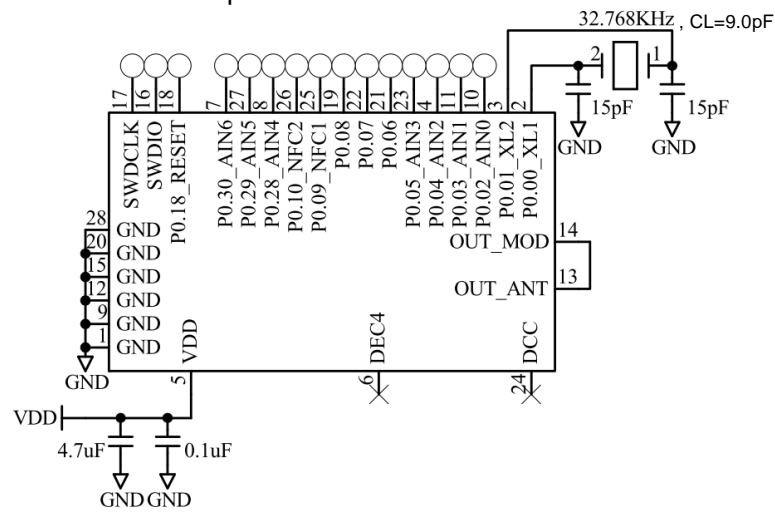 32.768KHz , CL=9.0pF
2
1
15pF
15pF
GND
GND
17
16
18
7
27
8
26
25
19
22
21
23
4
11
10
3
2
SWDCLK
SWDIO
P0.18_RESET
P0.30_AIN6
P0.29_AIN5
P0.28_AIN4
P0.10_NFC2
P0.09_NFC1
P0.08
P0.07
P0.06
P0.05_AIN3
P0.04_AIN2
P0.03_AIN1
P0.02_AIN0
P0.01_XL2
P0.00_XL1
28 GND
20 GND
15 GND
12 GND
9 GND
1 GND
GND
OUT_MOD 14
OUT_ANT 13
VDD
DEC4
DCC
5
6
24
VDD
4.7uF
0.1uF
GND
GND